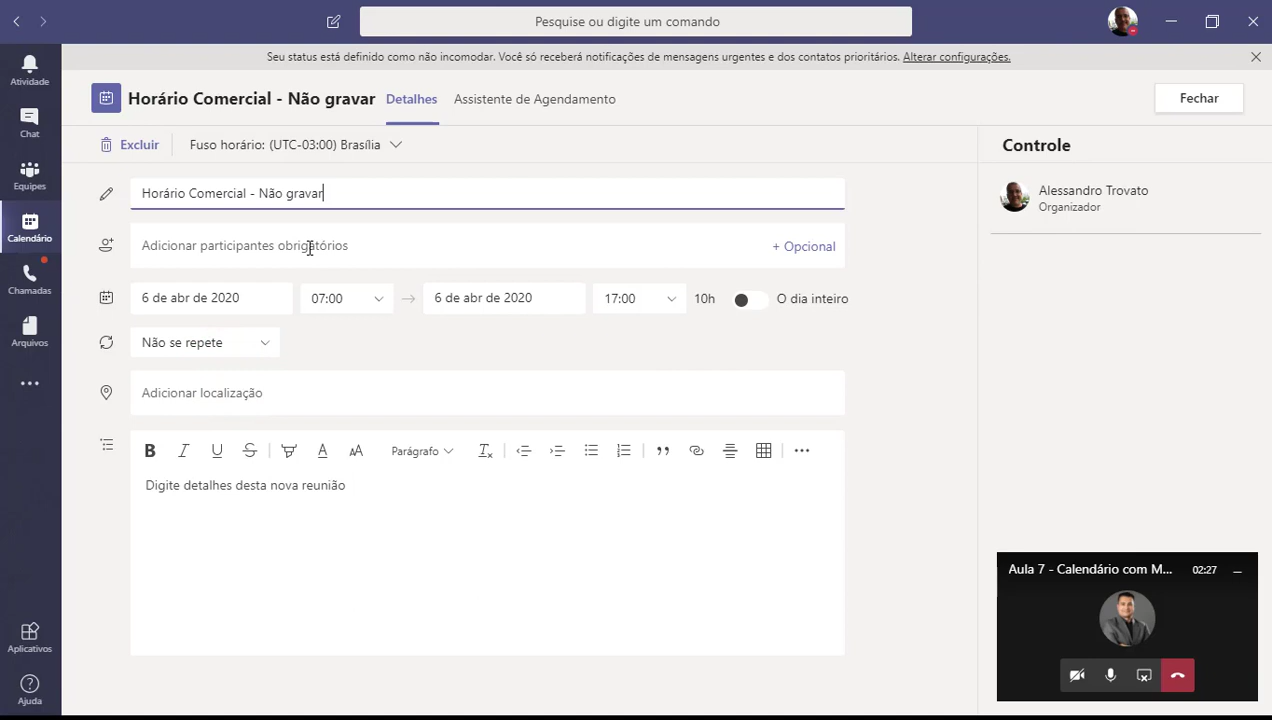 Pesquise ou digite um comando
Seu status está definido como não incomodar. Você só receberá notificações de mensagens urgentes e dos contatos prioritários. Alterar configurações.
Atividade
Chat
Equipes
Calendário
Chamadas
Arquivos
Aplicativos
Ajuda
Horário Comercial - Não gravar
Detalhes
Assistente de Agendamento
Fechar
Excluir
Fuso horário: (UTC-03:00) Brasília
Horário Comercial - Não gravar
Adicionar participantes obrigatórios
+ Opcional
6 de abr de 2020
07:00
6 de abr de 2020
17:00
10h
O dia inteiro
Não se repete
Adicionar localização
B I U S A AA Parágrafo
Digite detalhes desta nova reunião
Controle
Alessandro Trovato
Organizador
Aula 7 - Calendário com M...
02:27